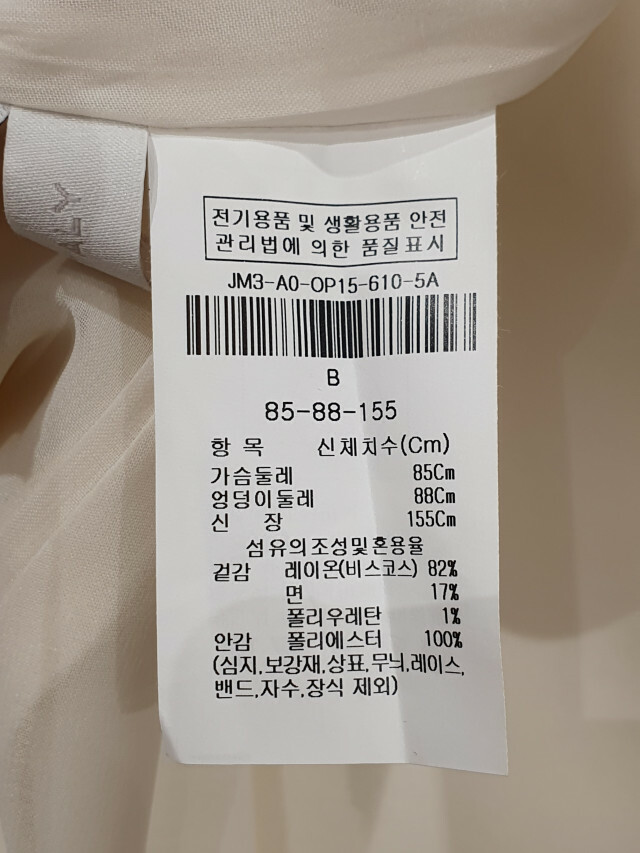 ALY
전기용품 및 생활용품 안전
관리법에 의한 품질표시
JM3-A0-OP15-610-5A
B
85-88-155
항 목 신체치수(Cm)
가슴둘레 85Cm
엉덩이둘레 88Cm
신 장 155Cm
섬유의조성및혼용율
겉감 레이온(비스코스) 82%
면 17%
폴리우레탄 1%
안감 폴리에스터 100%
(심지,보강재,상표,무늬,레이스,
밴드,자수,장식 제외)